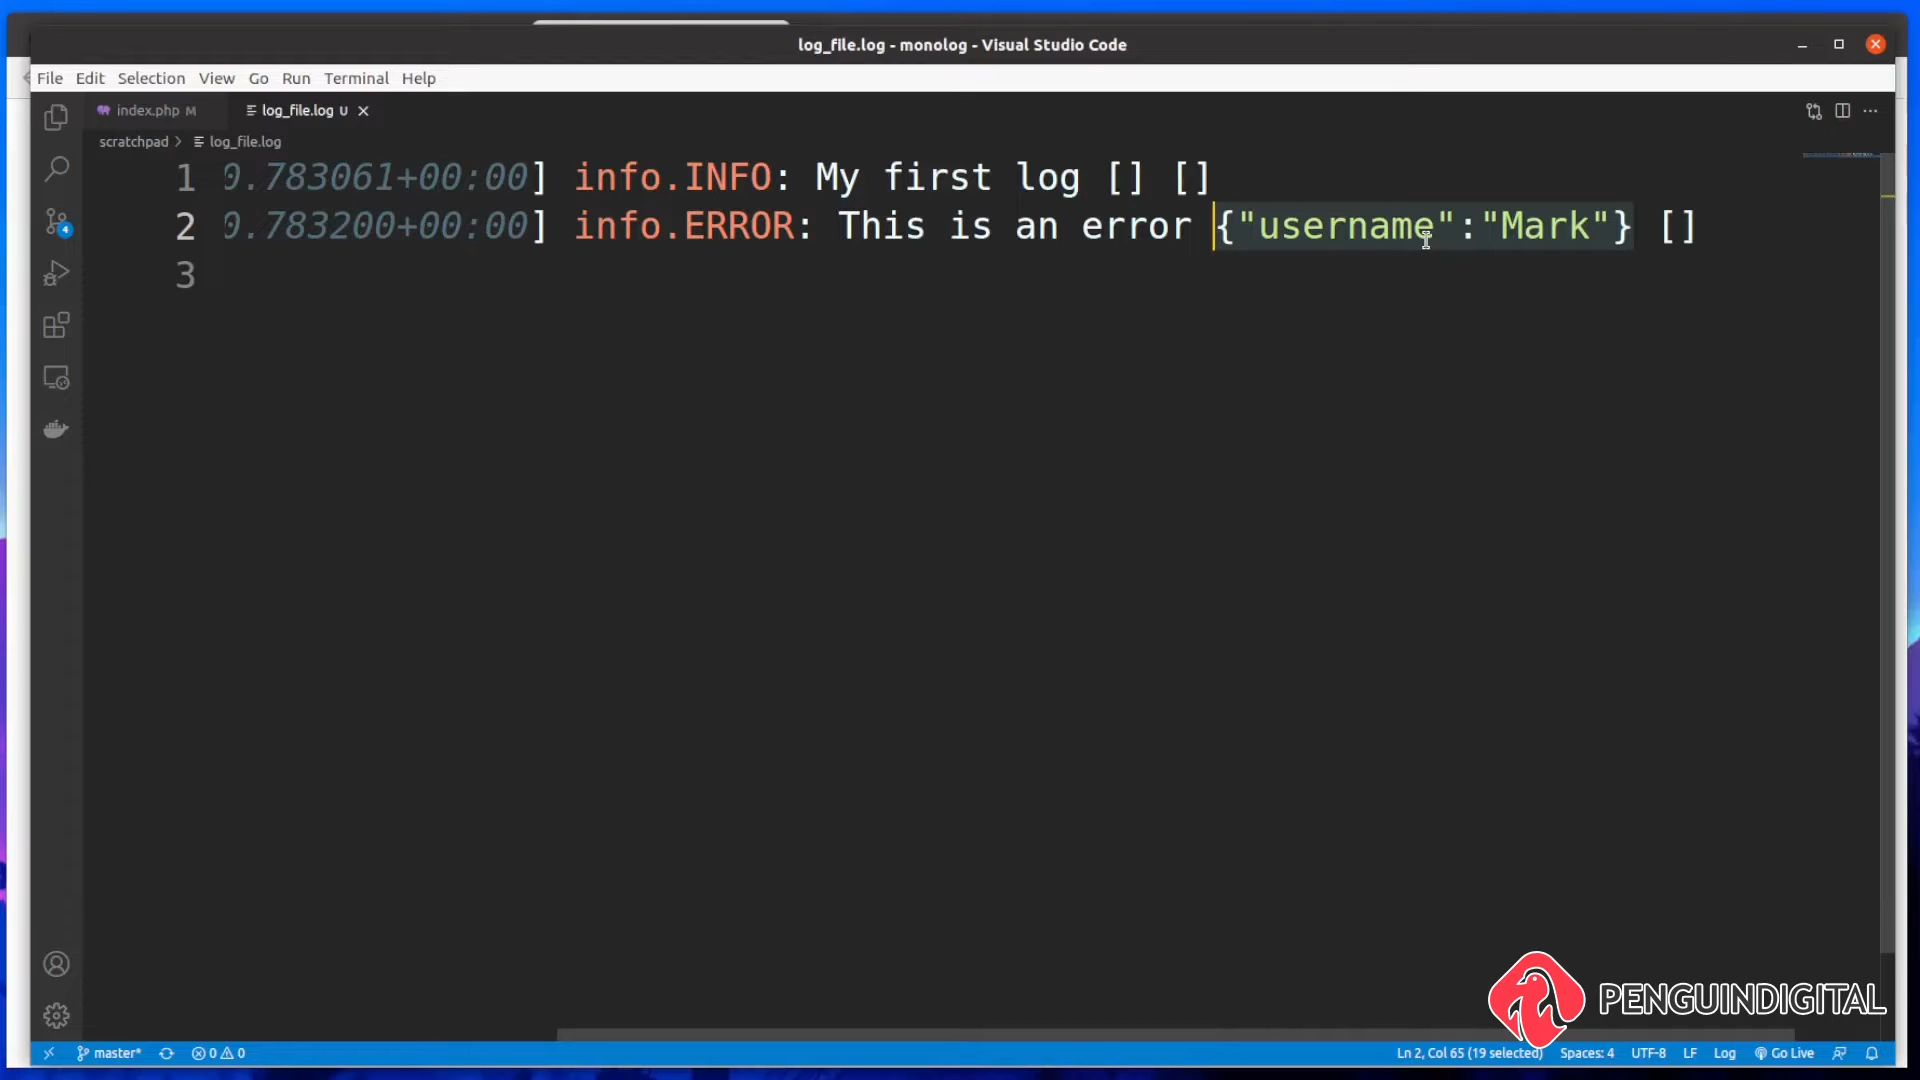 log_file.log - monolog - Visual Studio Code
File Edit Selection View Go Run Terminal Help
index.php M log_file.log U
scratchpad > log_file.log
1 0.783061+00:00] info.INFO: My first log [] []
2 0.783200+00:00] info.ERROR: This is an error {"username":"Mark"} []
3
4
PENGUINDIGITAL
master* 0 0 Ln 2, Col 65 (19 selected) Spaces: 4 UTF-8 LF Log Go Live